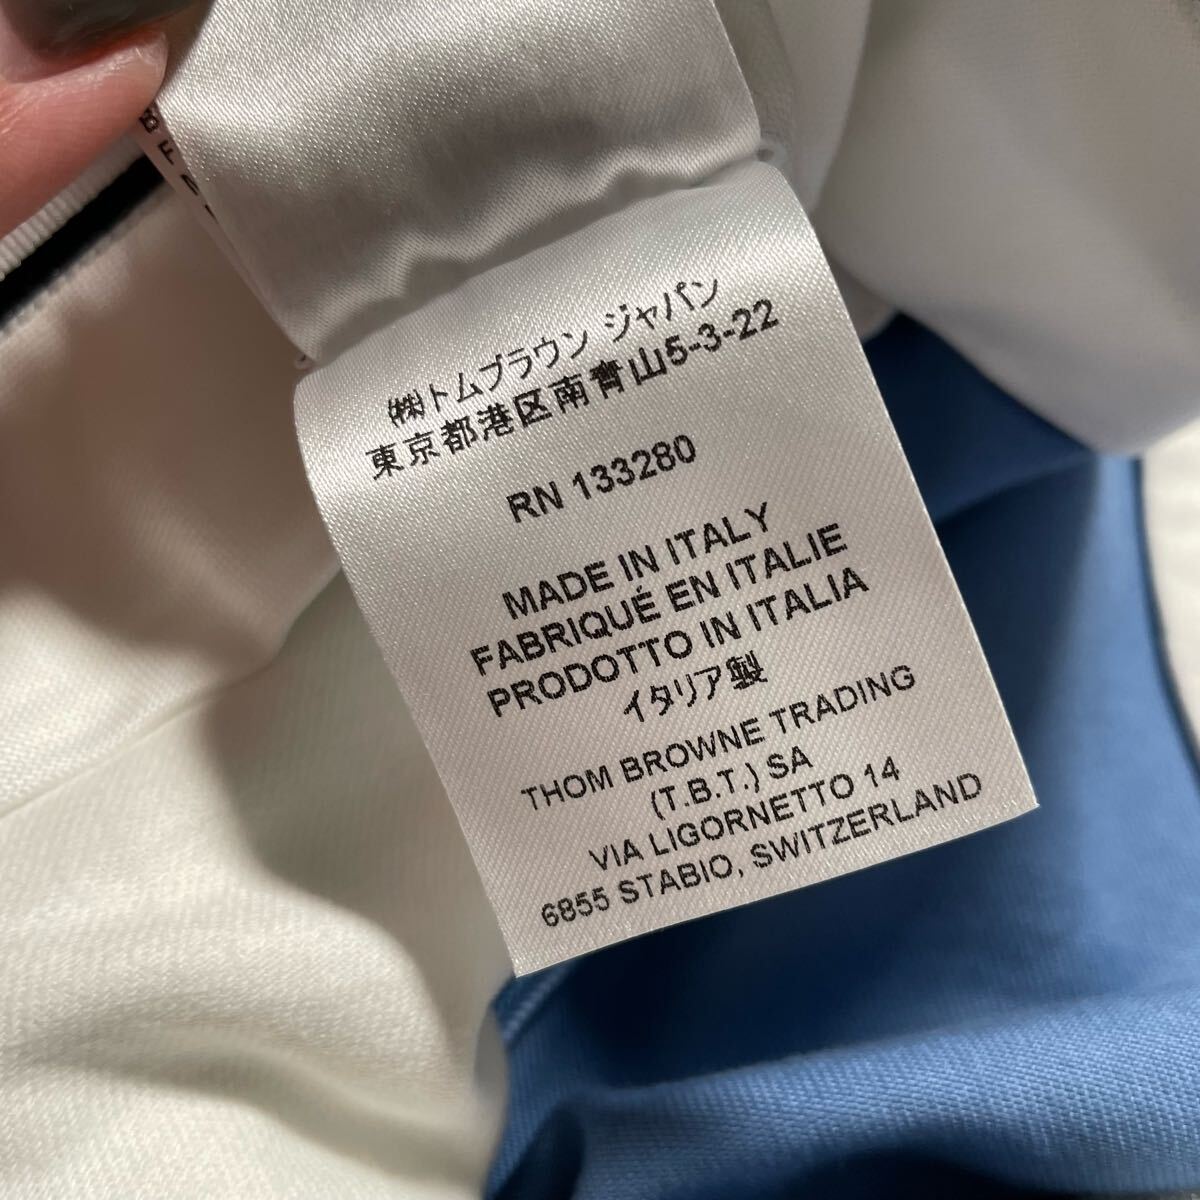 ㈱トムブラウン ジャパン
東京都港区南青山5-3-22
RN 133280
MADE IN ITALY
FABRIQUÉ EN ITALIE
PRODOTTO IN ITALIA
イタリア製
THOM BROWNE TRADING
(T.B.T.) SA
VIA LIGORNETTO 14
6855 STABIO, SWITZERLAND